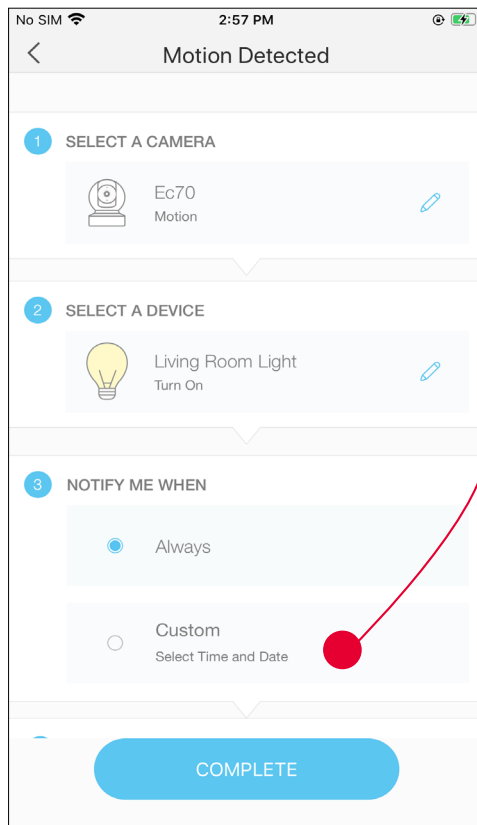 No SIM 2:57 PM
Motion Detected
1 SELECT A CAMERA
Ec70
Motion
2 SELECT A DEVICE
Living Room Light
Turn On
3 NOTIFY ME WHEN
Always
Custom
Select Time and Date
COMPLETE